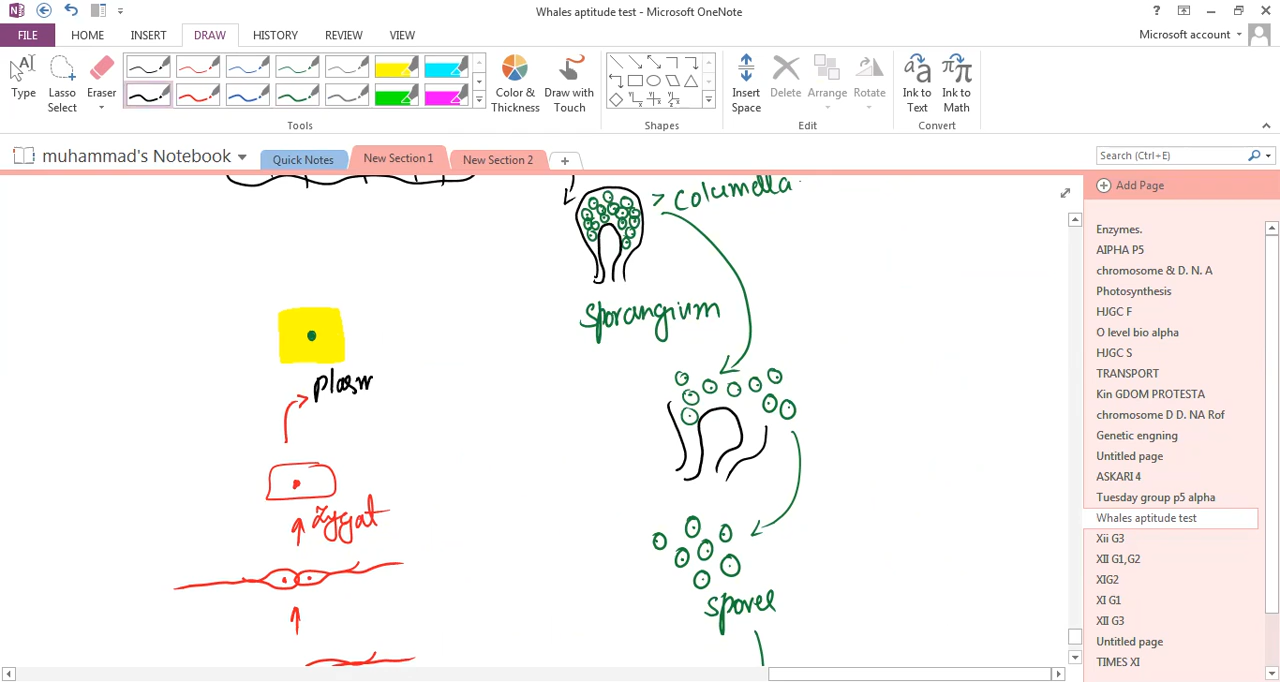 Whales aptitude test - Microsoft OneNote
FILE HOME INSERT DRAW HISTORY REVIEW VIEW
Microsoft account
Type
Lasso Select
Eraser
Color & Thickness
Draw with Touch
Insert Space
Delete
Arrange
Rotate
Ink to Text
Ink to Math
Tools
Shapes
Edit
Convert
muhammad's Notebook
Quick Notes
New Section 1
New Section 2
Search (Ctrl+E)
Add Page
Enzymes.
AIPHA P5
chromosome & D. N. A
Photosynthesis
HJGC F
O level bio alpha
HJGC S
TRANSPORT
Kin GDOM PROTESTA
chromosome D D. NA Rof
Genetic engning
Untitled page
ASKARI 4
Tuesday group p5 alpha
Whales aptitude test
Xii G3
XII G1,G2
XIG2
XI G1
XII G3
Untitled page
TIMES XI
columella
sporangium
plasm
zygat